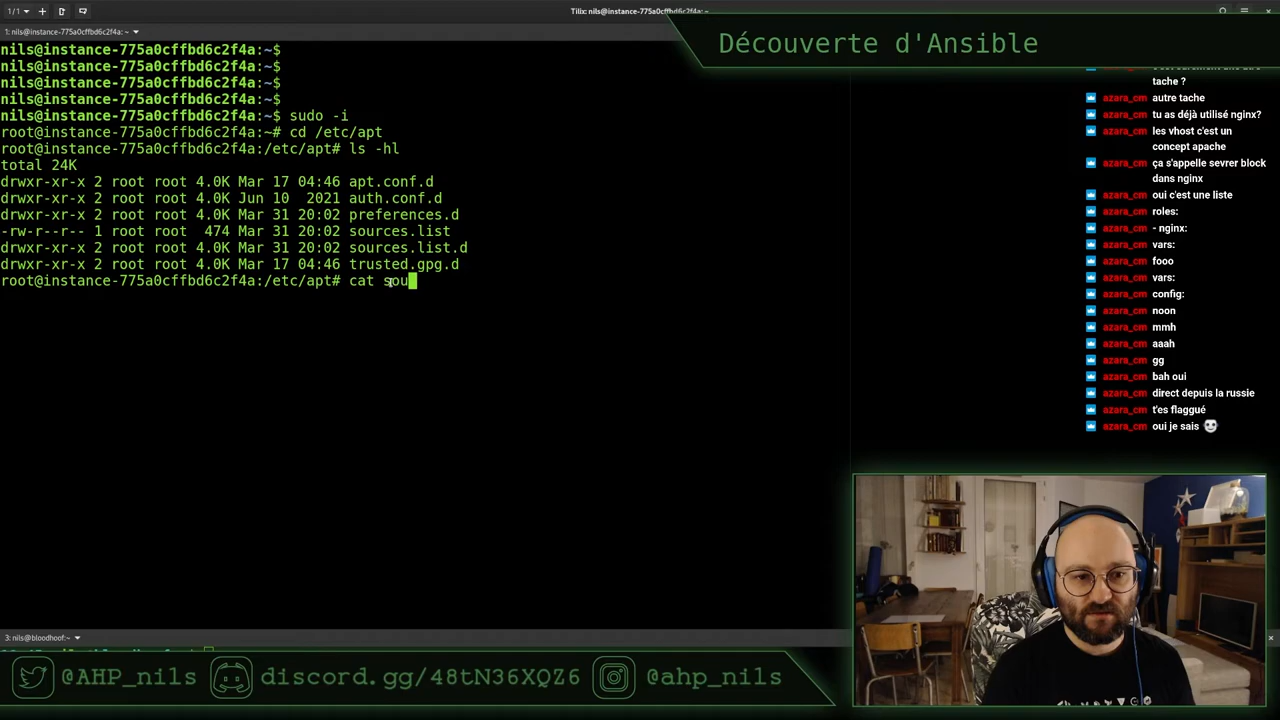 1/1
Tilix: nils@instance-775a0cffbd6c2f4a:~
1: nils@instance-775a0cffbd6c2f4a:~
Découverte d'Ansible
nils@instance-775a0cffbd6c2f4a:~$
nils@instance-775a0cffbd6c2f4a:~$
nils@instance-775a0cffbd6c2f4a:~$
nils@instance-775a0cffbd6c2f4a:~$
nils@instance-775a0cffbd6c2f4a:~$ sudo -i
root@instance-775a0cffbd6c2f4a:~# cd /etc/apt
root@instance-775a0cffbd6c2f4a:/etc/apt# ls -hl
total 24K
drwxr-xr-x 2 root root 4.0K Mar 17 04:46 apt.conf.d
drwxr-xr-x 2 root root 4.0K Jun 10  2021 auth.conf.d
drwxr-xr-x 2 root root 4.0K Mar 31 20:02 preferences.d
-rw-r--r-- 1 root root  474 Mar 31 20:02 sources.list
drwxr-xr-x 2 root root 4.0K Mar 31 20:02 sources.list.d
drwxr-xr-x 2 root root 4.0K Mar 17 04:46 trusted.gpg.d
root@instance-775a0cffbd6c2f4a:/etc/apt# cat sou
tache ?
azara_cm autre tache
azara_cm tu as déjà utilisé nginx?
azara_cm les vhost c'est un
concept apache
azara_cm ça s'appelle sevrer block
dans nginx
azara_cm oui c'est une liste
azara_cm roles:
azara_cm - nginx:
azara_cm vars:
azara_cm fooo
azara_cm vars:
azara_cm config:
azara_cm noon
azara_cm mmh
azara_cm aaah
azara_cm gg
azara_cm bah oui
azara_cm direct depuis la russie
azara_cm t'es flaggué
azara_cm oui je sais
3: nils@bloodhoof:~
@AHP_nils
discord.gg/48tN36XQZ6
@ahp_nils